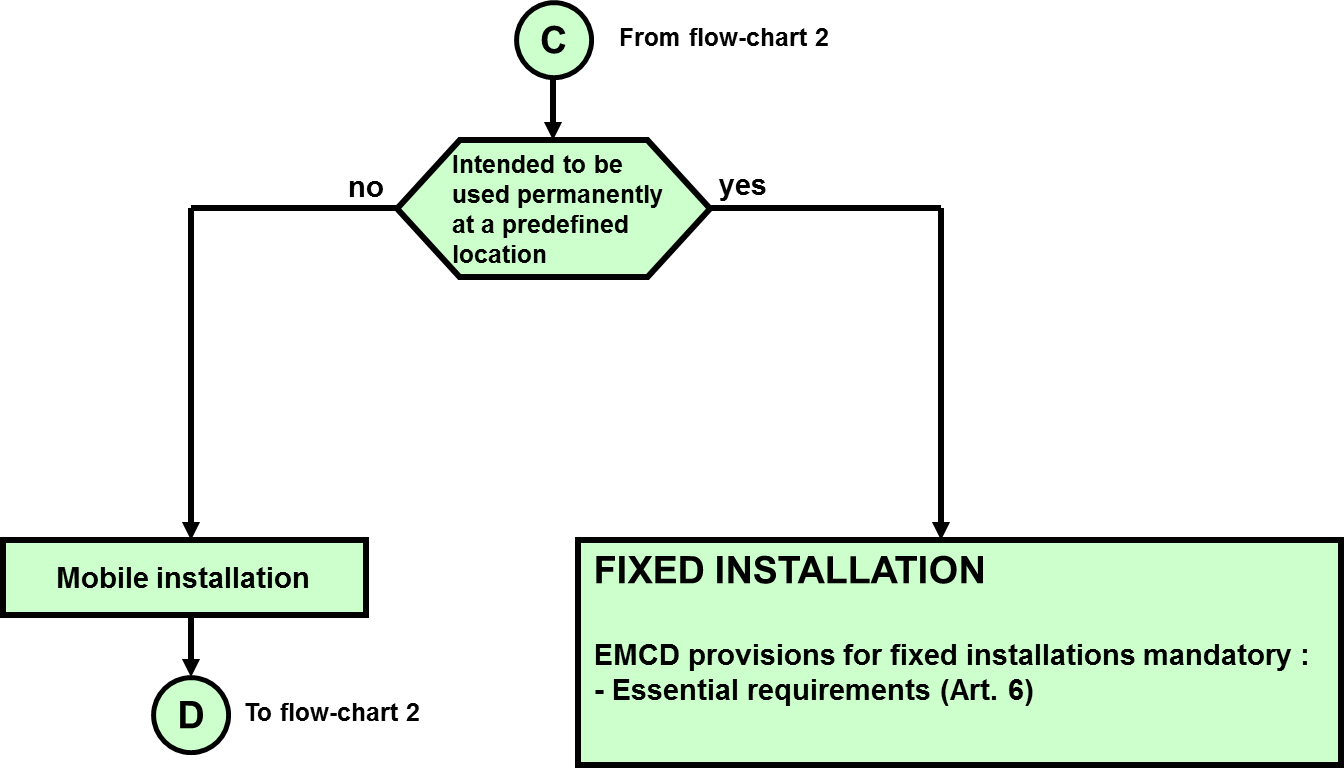 C
From flow-chart 2
Intended to be
used permanently
at a predefined
location
no
yes
Mobile installation
FIXED INSTALLATION
EMCD provisions for fixed installations mandatory :
- Essential requirements (Art. 6)
D
To flow-chart 2